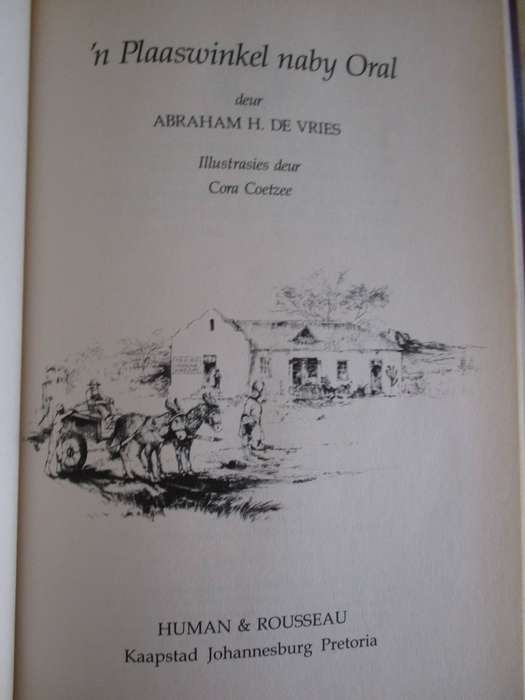 'n Plaaswinkel naby Oral
deur
ABRAHAM H. DE VRIES
Illustrasies deur
Cora Coetzee
HUMAN & ROUSSEAU
Kaapstad Johannesburg Pretoria